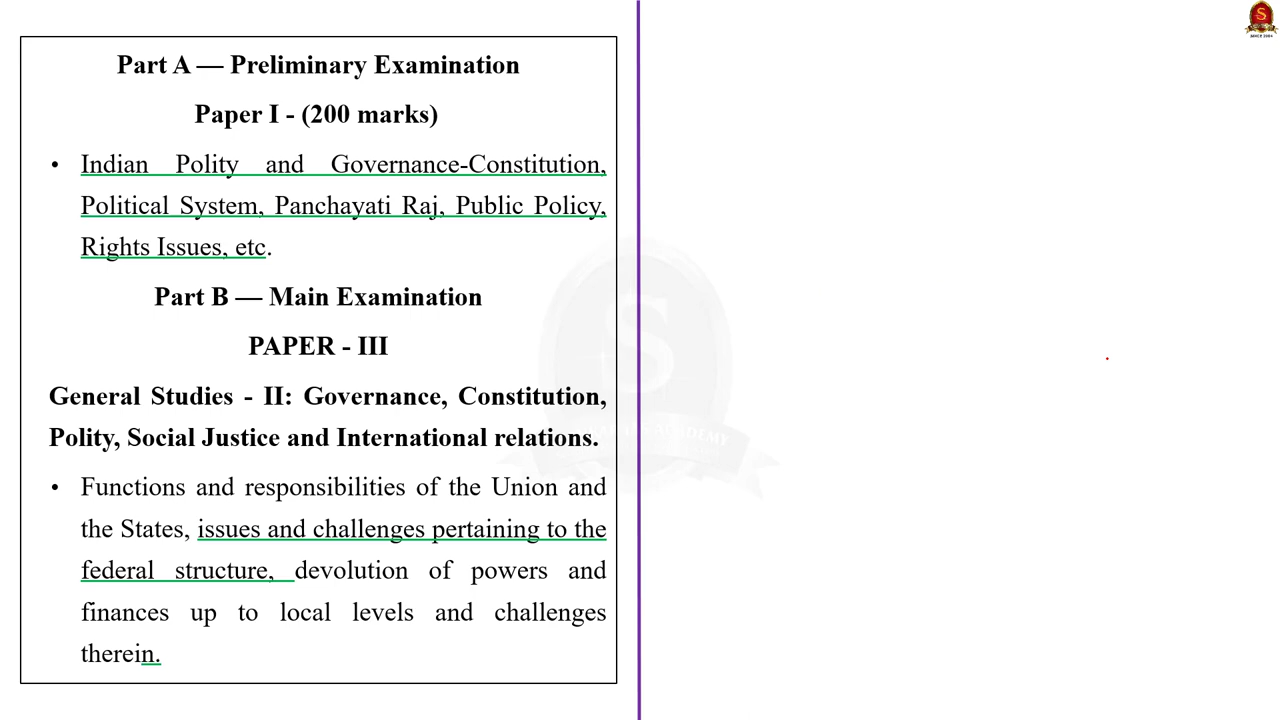 Part A — Preliminary Examination
Paper I - (200 marks)
• Indian Polity and Governance-Constitution,
Political System, Panchayati Raj, Public Policy,
Rights Issues, etc.
Part B — Main Examination
PAPER - III
General Studies - II: Governance, Constitution,
Polity, Social Justice and International relations.
• Functions and responsibilities of the Union and
the States, issues and challenges pertaining to the
federal structure, devolution of powers and
finances up to local levels and challenges
therein.
S
SINCE 2004
S
ACADEMY